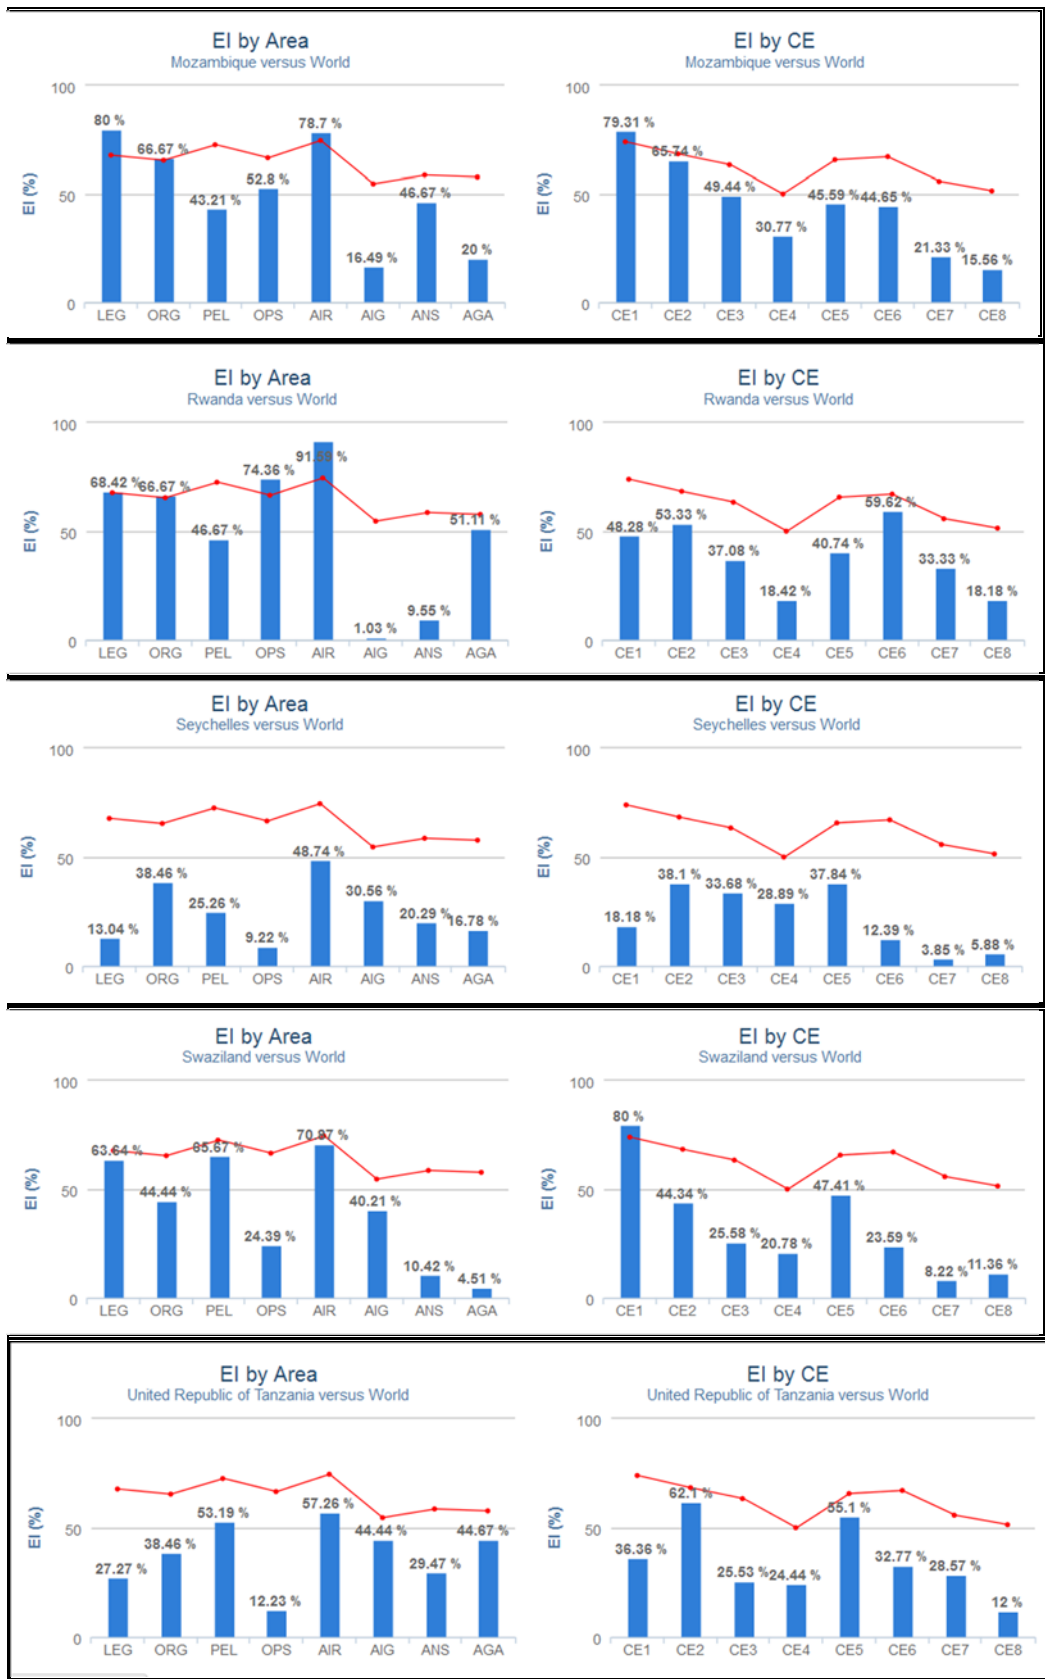 EI by Area
Mozambique versus World
EI (%)
100
50
0
80 %
66.67 %
43.21 %
52.8 %
78.7 %
16.49 %
46.67 %
20 %
LEG ORG PEL OPS AIR AIG ANS AGA
EI by CE
Mozambique versus World
EI (%)
100
50
0
79.31 %
65.74 %
49.44 %
30.77 %
45.59 %
44.65 %
21.33 %
15.56 %
CE1 CE2 CE3 CE4 CE5 CE6 CE7 CE8
EI by Area
Rwanda versus World
EI (%)
100
50
0
68.42 %
66.67 %
46.67 %
74.36 %
91.59 %
1.03 %
9.55 %
51.11 %
LEG ORG PEL OPS AIR AIG ANS AGA
EI by CE
Rwanda versus World
EI (%)
100
50
0
48.28 %
53.33 %
37.08 %
18.42 %
40.74 %
59.62 %
33.33 %
18.18 %
CE1 CE2 CE3 CE4 CE5 CE6 CE7 CE8
EI by Area
Seychelles versus World
EI (%)
100
50
0
13.04 %
38.46 %
25.26 %
9.22 %
48.74 %
30.56 %
20.29 %
16.78 %
LEG ORG PEL OPS AIR AIG ANS AGA
EI by CE
Seychelles versus World
EI (%)
100
50
0
18.18 %
38.1 %
33.68 %
28.89 %
37.84 %
12.39 %
3.85 %
5.88 %
CE1 CE2 CE3 CE4 CE5 CE6 CE7 CE8
EI by Area
Swaziland versus World
EI (%)
100
50
0
63.64 %
44.44 %
65.67 %
24.39 %
70.97 %
40.21 %
10.42 %
4.51 %
LEG ORG PEL OPS AIR AIG ANS AGA
EI by CE
Swaziland versus World
EI (%)
100
50
0
80 %
44.34 %
25.58 %
20.78 %
47.41 %
23.59 %
8.22 %
11.36 %
CE1 CE2 CE3 CE4 CE5 CE6 CE7 CE8
EI by Area
United Republic of Tanzania versus World
EI (%)
100
50
0
27.27 %
38.46 %
53.19 %
12.23 %
57.26 %
44.44 %
29.47 %
44.67 %
LEG ORG PEL OPS AIR AIG ANS AGA
EI by CE
United Republic of Tanzania versus World
EI (%)
100
50
0
36.36 %
62.1 %
25.53 %
24.44 %
55.1 %
32.77 %
28.57 %
12 %
CE1 CE2 CE3 CE4 CE5 CE6 CE7 CE8